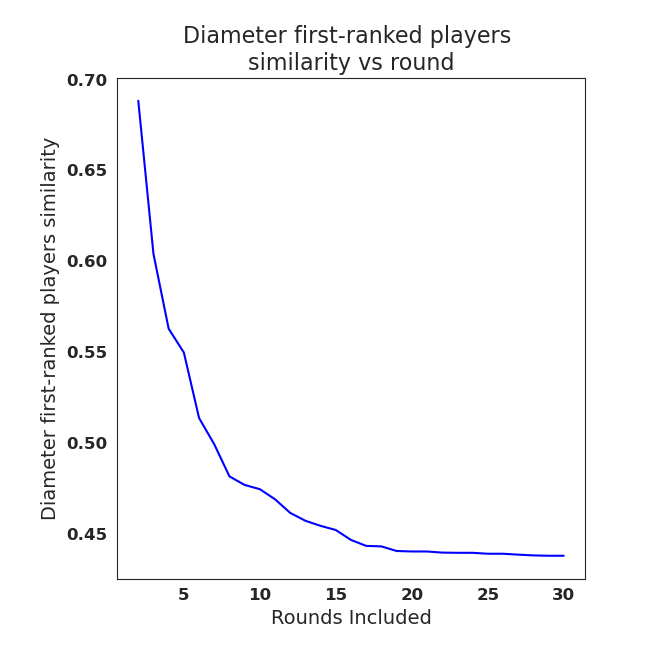 Diameter first-ranked players
similarity vs round
Diameter first-ranked players similarity
0.70
0.65
0.60
0.55
0.50
0.45
5 10 15 20 25 30
Rounds Included